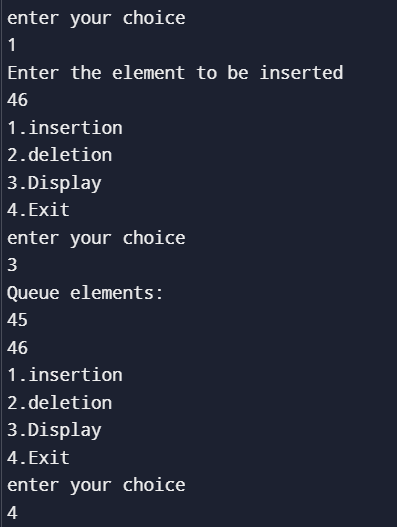 enter your choice
1
Enter the element to be inserted
46
1.insertion
2.deletion
3.Display
4.Exit
enter your choice
3
Queue elements:
45
46
1.insertion
2.deletion
3.Display
4.Exit
enter your choice
4